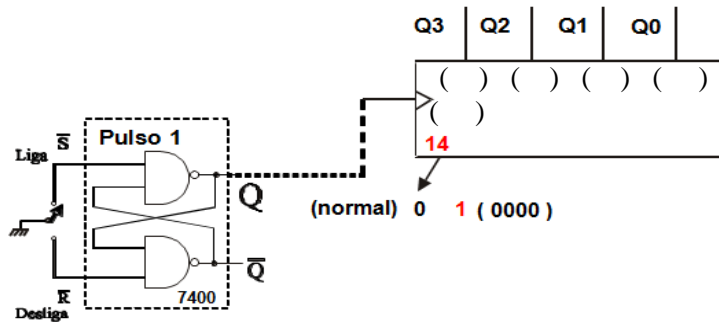 Q3 Q2 Q1 Q0
( ) ( ) ( ) ( )
( )
14
(normal) 0 1 ( 0000 )
Pulso 1
S̅
Liga
Q
Q̅
R̅
7400
Desliga